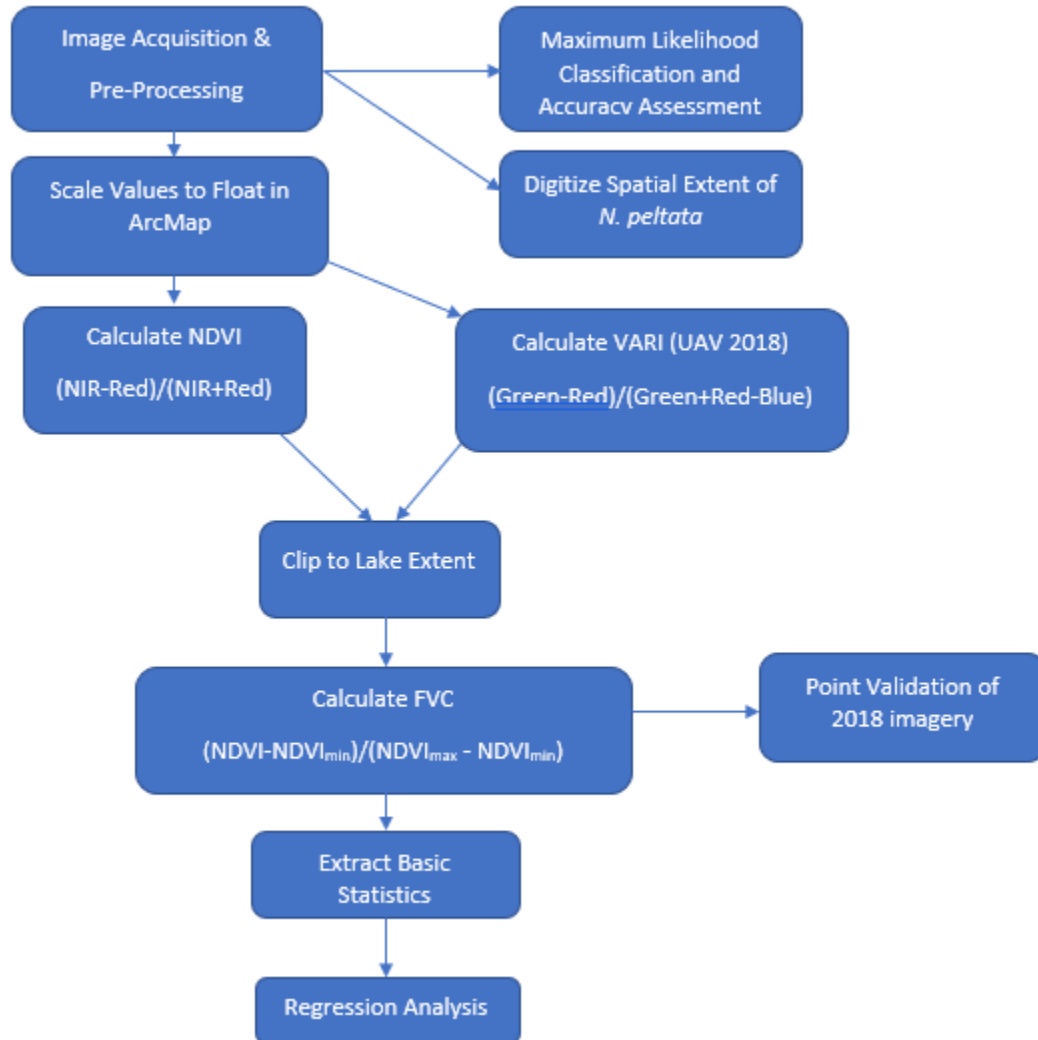 Image Acquisition &
Pre-Processing
Maximum Likelihood
Classification and
Accuracy Assessment
Scale Values to Float in
ArcMap
Digitize Spatial Extent of
N. peltata
Calculate NDVI
(NIR-Red)/(NIR+Red)
Calculate VARI (UAV 2018)
(Green-Red)/(Green+Red-Blue)
Clip to Lake Extent
Calculate FVC
(NDVI-NDVImin)/(NDVImax - NDVImin)
Point Validation of
2018 imagery
Extract Basic
Statistics
Regression Analysis